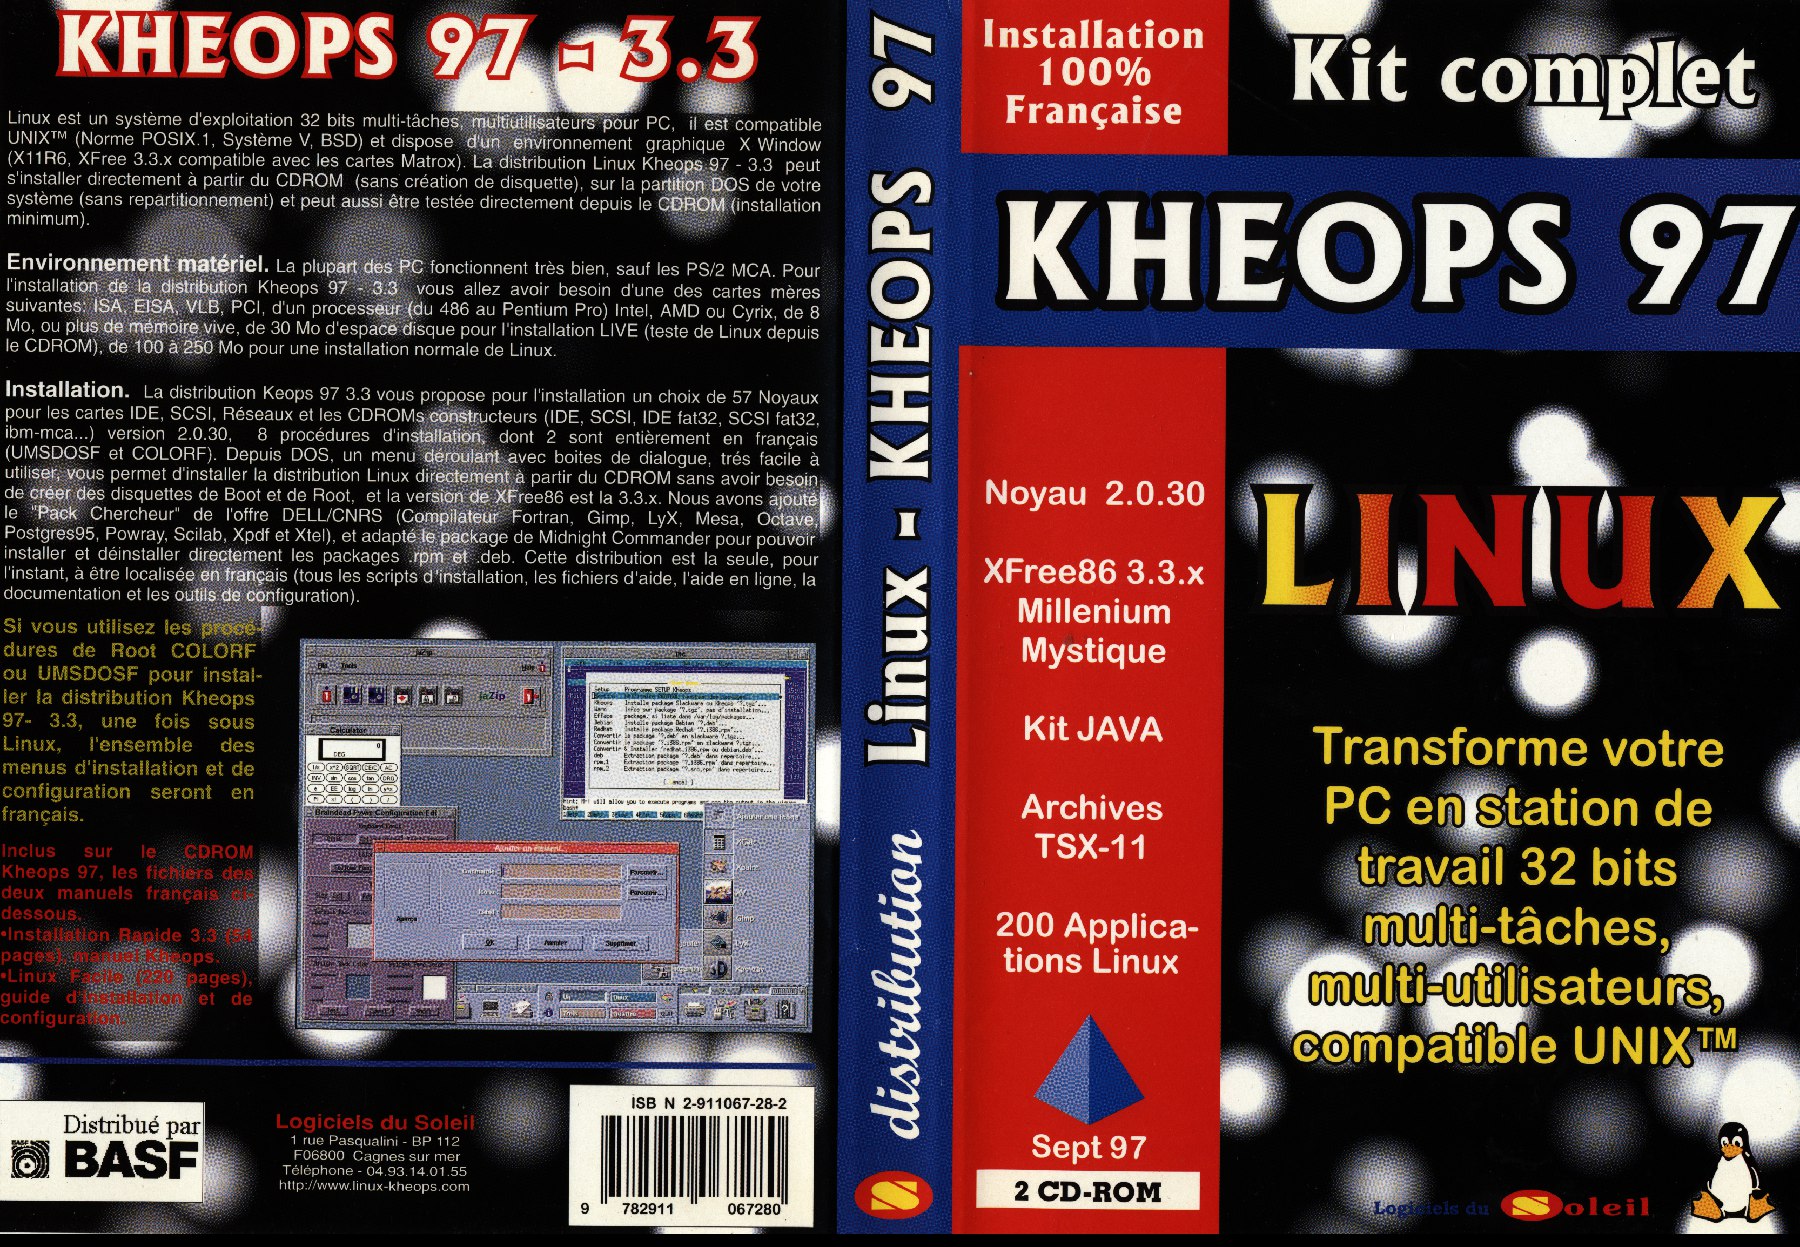 KHEOPS 97 - 3.3
Linux est un système d'exploitation 32 bits multi-tâches, multiutilisateurs pour PC, il est compatible
UNIX™ (Norme POSIX.1, Système V, BSD) et dispose d'un environnement graphique X Window
(X11R6, XFree 3.3.x compatible avec les cartes Matrox). La distribution Linux Kheops 97 - 3.3 peut
s'installer directement à partir du CDROM (sans création de disquette), sur la partition DOS de votre
système (sans repartitionnement) et peut aussi être testée directement depuis le CDROM (installation
minimum).
Environnement matériel. La plupart des PC fonctionnent très bien, sauf les PS/2 MCA. Pour
l'installation de la distribution Kheops 97 - 3.3 vous allez avoir besoin d'une des cartes mères
suivantes: ISA, EISA, VLB, PCI, d'un processeur (du 486 au Pentium Pro) Intel, AMD ou Cyrix, de 8
Mo, ou plus de mémoire vive, de 30 Mo d'espace disque pour l'installation LIVE (teste de Linux depuis
le CDROM), de 100 à 250 Mo pour une installation normale de Linux.
Installation. La distribution Keops 97 3.3 vous propose pour l'installation un choix de 57 Noyaux
pour les cartes IDE, SCSI, Réseaux et les CDROMs constructeurs (IDE, SCSI, IDE fat32, SCSI fat32,
ibm-mca...) version 2.0.30, 8 procédures d'installation, dont 2 sont entièrement en français
(UMSDOSF et COLORF). Depuis DOS, un menu déroulant avec boites de dialogue, trés facile à
utiliser, vous permet d'installer la distribution Linux directement à partir du CDROM sans avoir besoin
de créer des disquettes de Boot et de Root, et la version de XFree86 est la 3.3.x. Nous avons ajouté
le "Pack Chercheur" de l'offre DELL/CNRS (Compilateur Fortran, Gimp, LyX, Mesa, Octave,
Postgres95, Powray, Scilab, Xpdf et Xtel), et adapté le package de Midnight Commander pour pouvoir
installer et déinstaller directement les packages .rpm et .deb. Cette distribution est la seule, pour
l'instant, à être localisée en français (tous les scripts d'installation, les fichiers d'aide, l'aide en ligne, la
documentation et les outils de configuration).
Si vous utilisez les procé-
dures de Root COLORF
ou UMSDOSF pour instal-
ler la distribution Kheops
97- 3.3, une fois sous
Linux, l'ensemble des
menus d'installation et de
configuration seront en
français.
Inclus sur le CDROM
Kheops 97, les fichiers des
deux manuels français ci-
dessous.
•Installation Rapide 3.3 (54
pages), manuel Kheops.
•Linux Facile (220 pages),
guide d'installation et de
configuration.
jaZip
Calculator
Programme SETUP Kheops
Ajouter un élément...
Parcourir...
Parcourir...
OK
Annuler
Supprimer
Gimp
Distribué par
BASF
Logiciels du Soleil
1 rue Pasqualini - BP 112
F06800 Cagnes sur mer
Téléphone - 04.93.14.01.55
http://www.linux-kheops.com
ISB N 2-911067-28-2
9 782911 067280
distribution Linux - KHEOPS 97
S
Installation
100%
Française
Kit complet
KHEOPS 97
Noyau 2.0.30
XFree86 3.3.x
Millenium
Mystique
Kit JAVA
Archives
TSX-11
200 Applica-
tions Linux
Sept 97
2 CD-ROM
LINUX
Transforme votre
PC en station de
travail 32 bits
multi-tâches,
multi-utilisateurs,
compatible UNIX™
Logiciels du Soleil